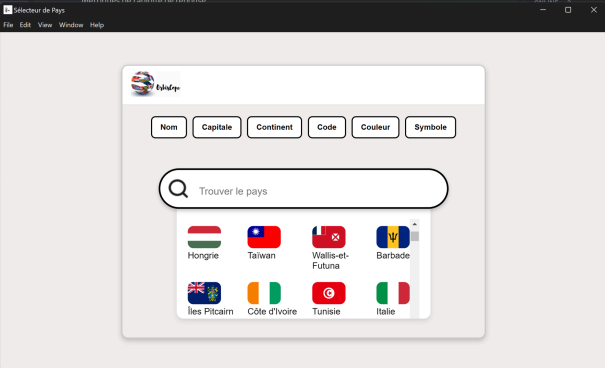 Sélecteur de Pays
File Edit View Window Help
Nom Capitale Continent Code Couleur Symbole
Trouver le pays
Hongrie Taïwan Wallis-et-Futuna Barbade
Îles Pitcairn Côte d'Ivoire Tunisie Italie